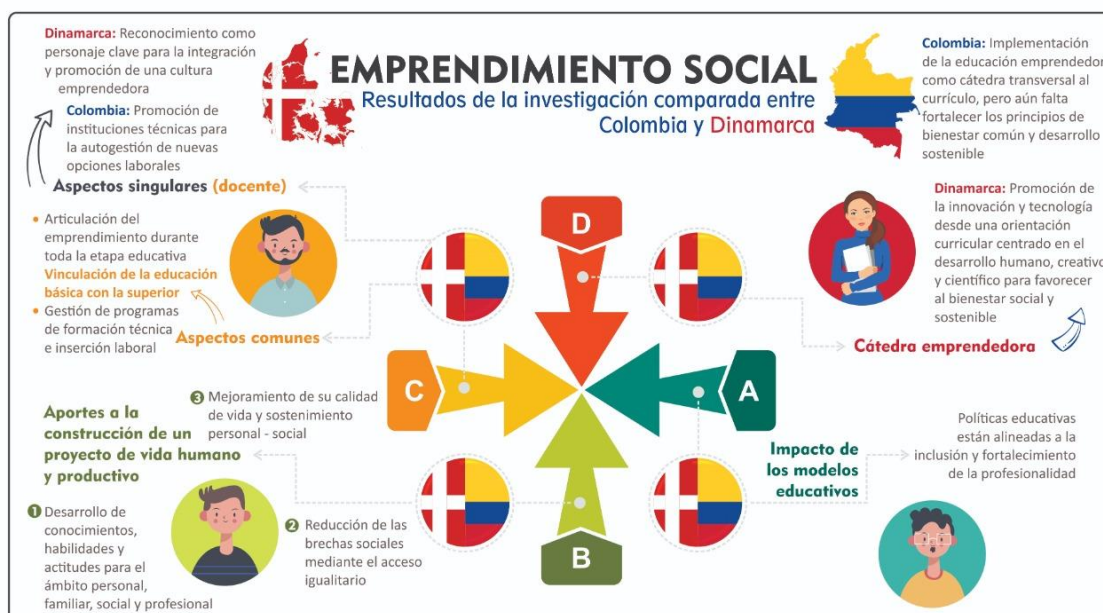 EMPRENDIMIENTO SOCIAL
Resultados de la investigación comparada entre
Colombia y Dinamarca
Dinamarca: Reconocimiento como
personaje clave para la integración
y promoción de una cultura
emprendedora
Colombia: Promoción de
instituciones técnicas para
la autogestión de nuevas
opciones laborales
Aspectos singulares (docente)
• Articulación del
emprendimiento durante
toda la etapa educativa
Vinculación de la educación
básica con la superior
• Gestión de programas
de formación técnica
e inserción laboral
Aspectos comunes
Colombia: Implementación
de la educación emprendedor
como cátedra transversal al
currículo, pero aún falta
fortalecer los principios de
bienestar común y desarrollo
sostenible
Dinamarca: Promoción de
la innovación y tecnología
desde una orientación
curricular centrado en el
desarrollo humano, creativo
y científico para favorecer
al bienestar social y
sostenible
Cátedra emprendedora
D
C
A
B
Aportes a la
construcción de un
proyecto de vida humano
y productivo
3 Mejoramiento de su calidad
de vida y sostenimiento
personal - social
1 Desarrollo de
conocimientos,
habilidades y
actitudes para el
ámbito personal,
familiar, social y profesional
2 Reducción de las
brechas sociales
mediante el acceso
igualitario
Impacto de
los modelos
educativos
Políticas educativas
están alineadas a la
inclusión y fortalecimiento
de la profesionalidad